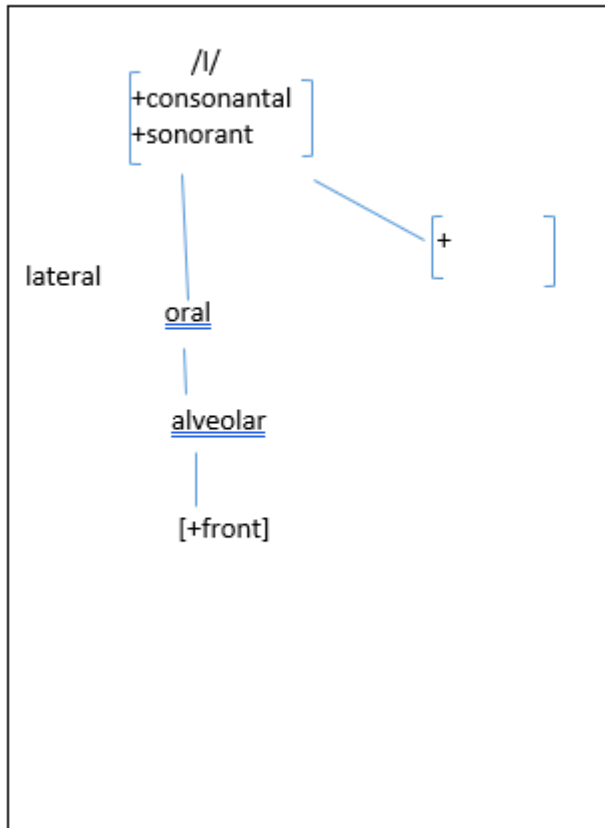 /l/
+consonantal
+sonorant
+
lateral
oral
alveolar
[+front]